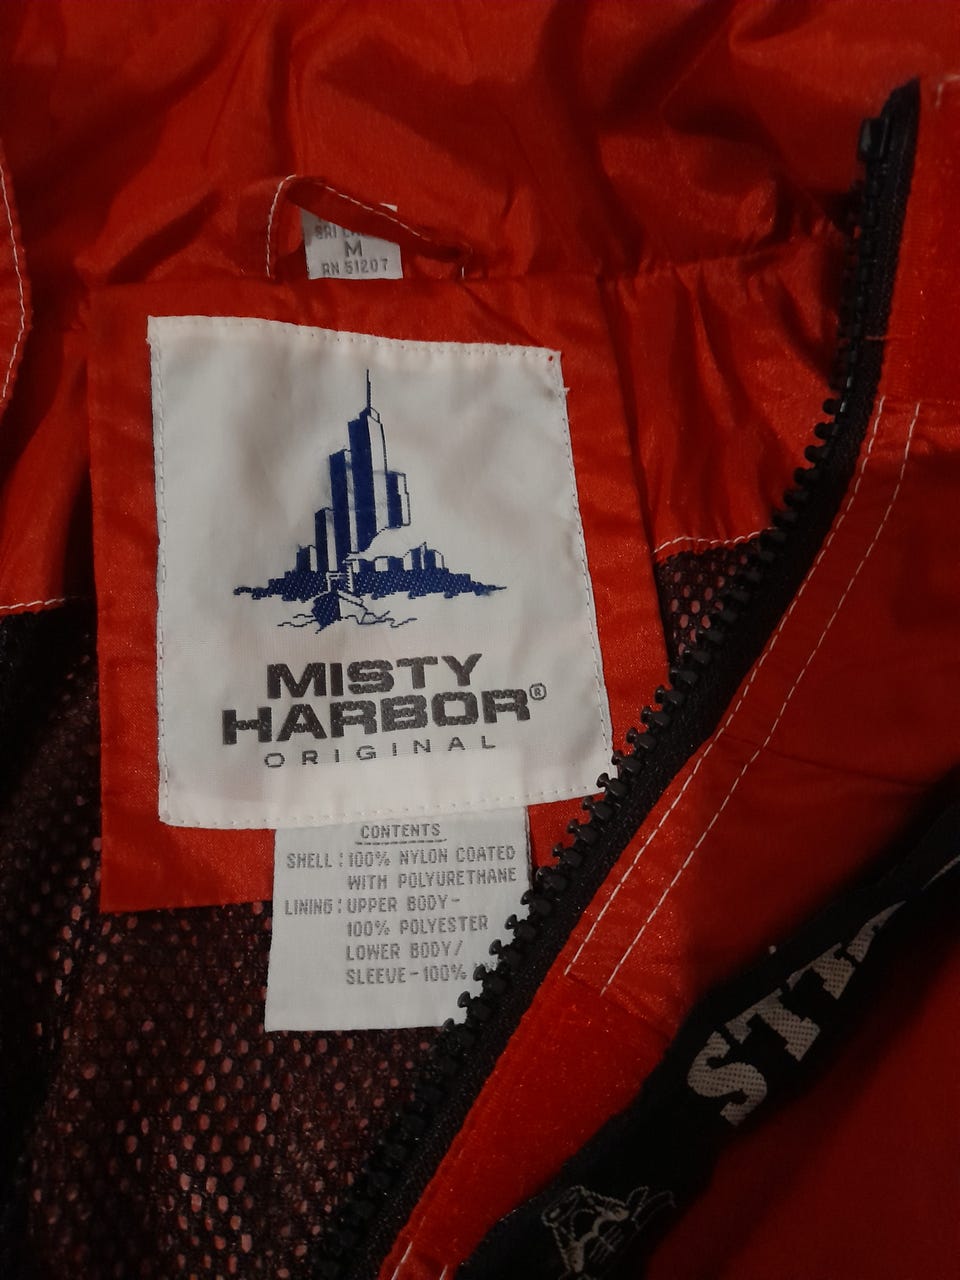 SRI
M
RN 51207
MISTY
HARBOR®
ORIGINAL
CONTENTS
SHELL: 100% NYLON COATED
WITH POLYURETHANE
LINING: UPPER BODY-
100% POLYESTER
LOWER BODY/
SLEEVE-100%